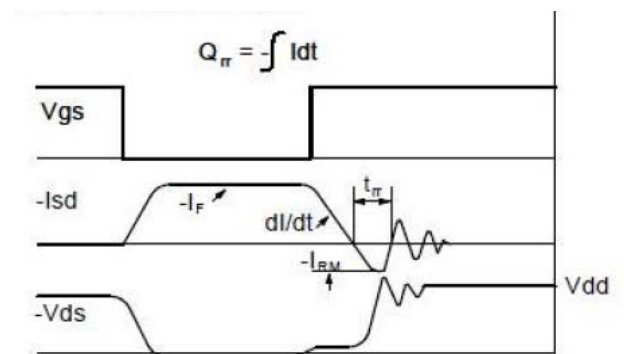 Qrr = -∫ Idt
Vgs
-Isd
-IF
dI/dt
trr
-IRM
Vdd
-Vds